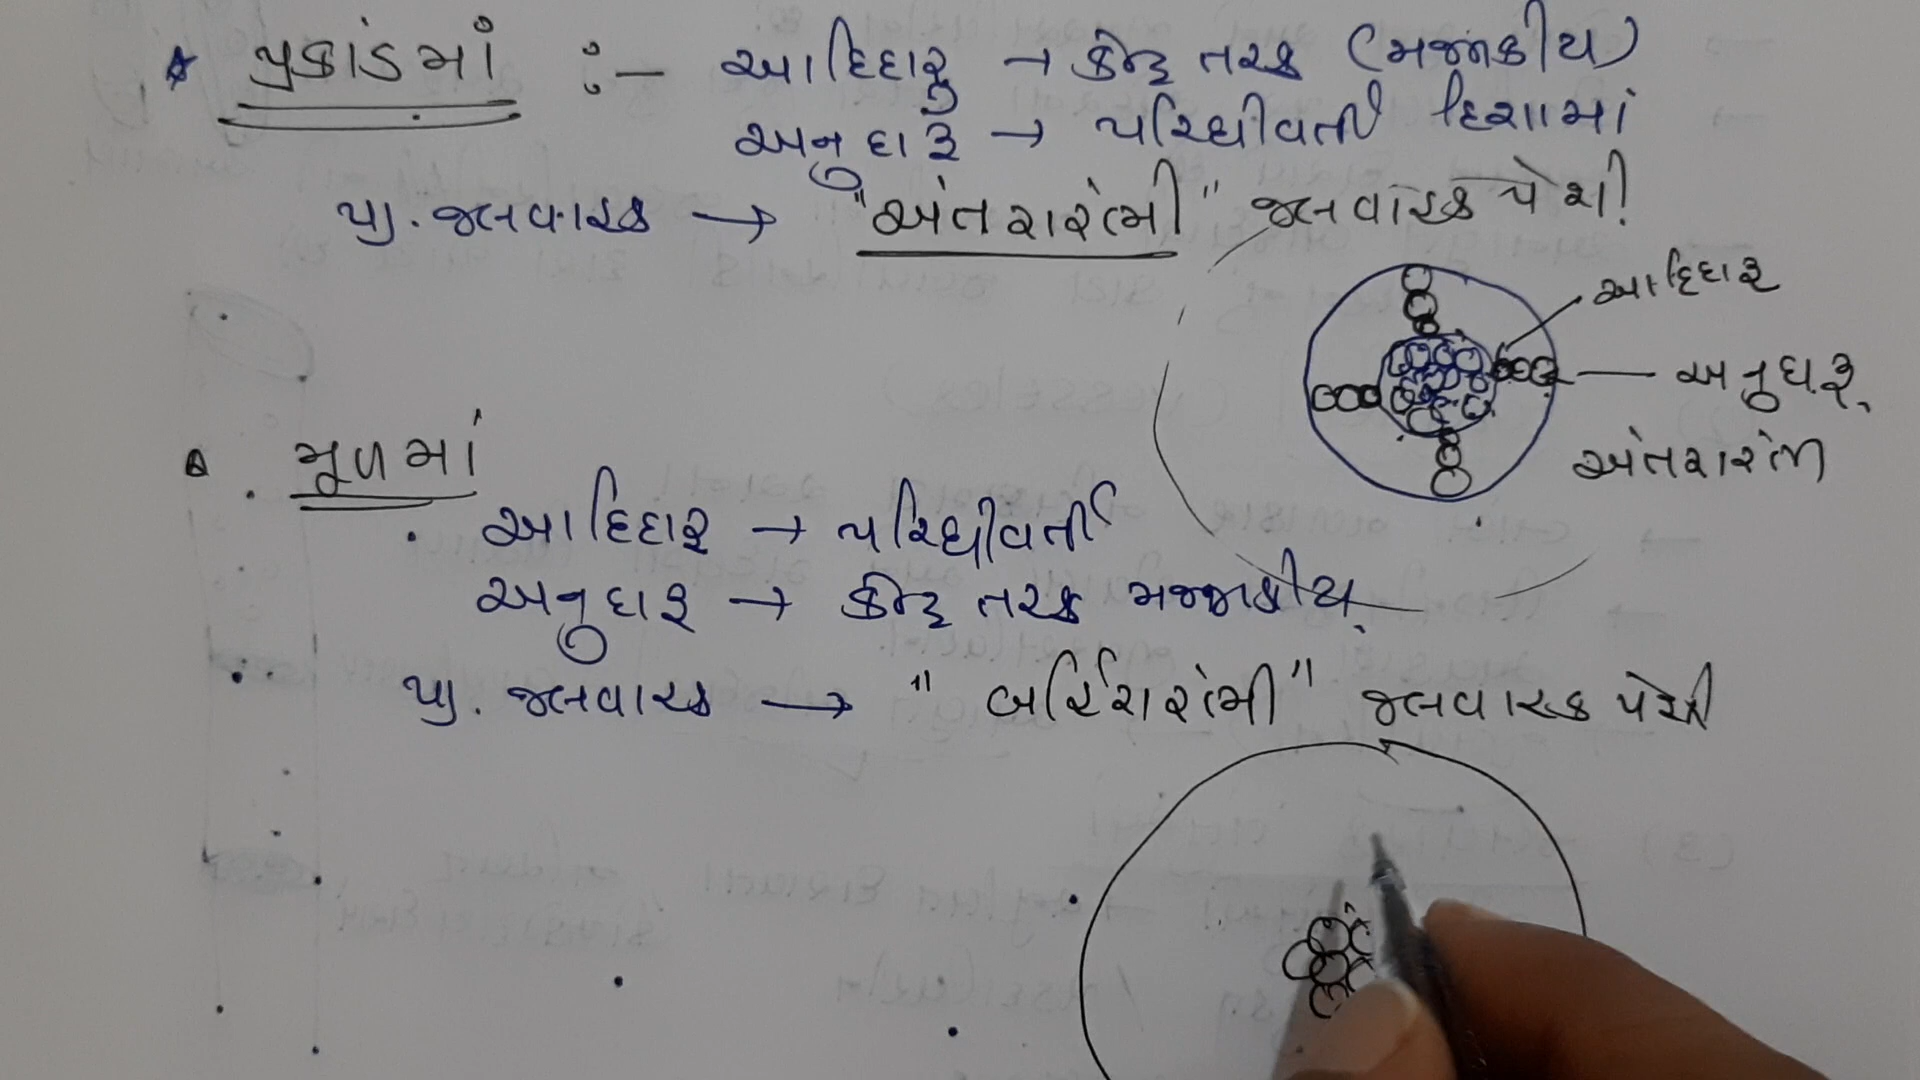 પ્રકાંડમાં :- આદિદારુ → કેન્દ્ર તરફ (મજ્જાકીય)
અનુદારુ → પરિઘીવર્તી દિશામાં
પ્રા. જલવાહક → "અંતરારંભી" જલવાહક પેશી
આદિદારુ
અનુદારુ
અંતરારંભ
મૂળમાં
આદિદારુ → પરિઘીવર્તી
અનુદારુ → કેન્દ્ર તરફ મજ્જાકીય.
પ્રા. જલવાહક → "બહિરારંભી" જલવાહક પેશી